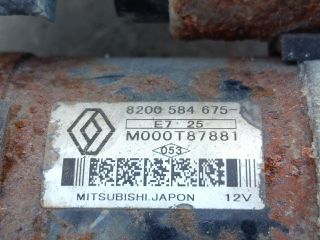 8200 584 675-
E7 25
M000T87881
053
MITSUBISHI.JAPON 12V